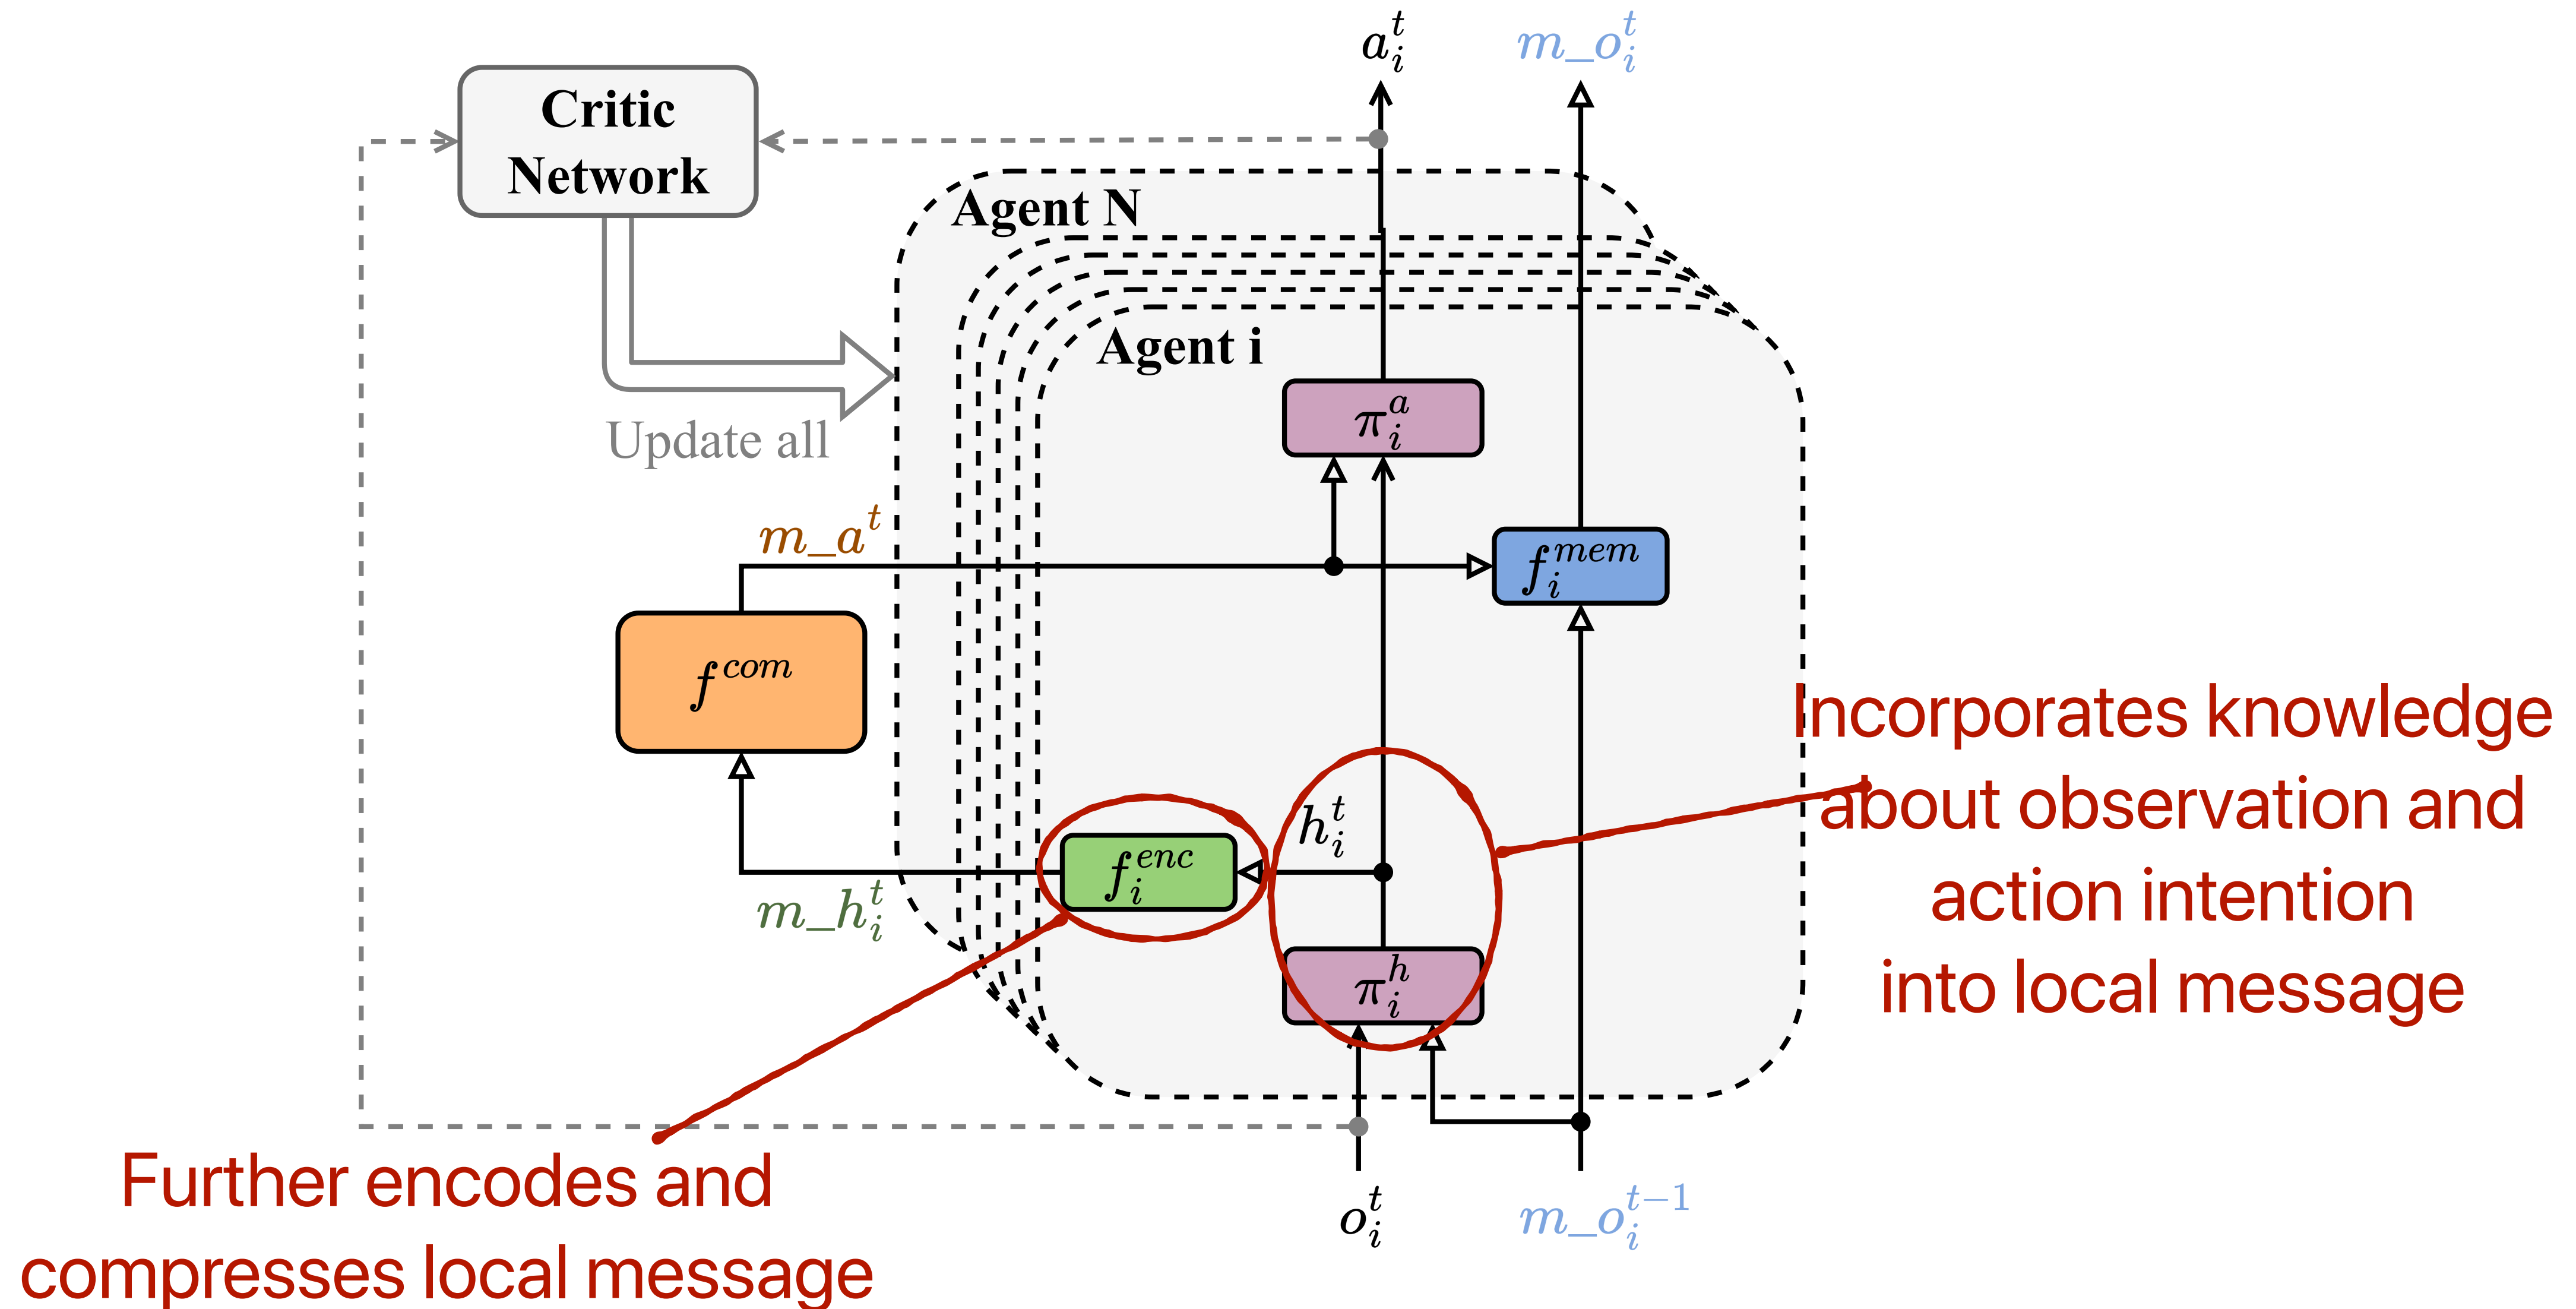 a_i^t
m_o_i^t
Critic
Network
Agent N
Agent i
π_i^a
Update all
m_a^t
f_i^{mem}
f^{com}
Incorporates knowledge
about observation and
action intention
into local message
h_i^t
f_i^{enc}
m_h_i^t
π_i^h
Further encodes and
compresses local message
o_i^t
m_o_i^{t-1}